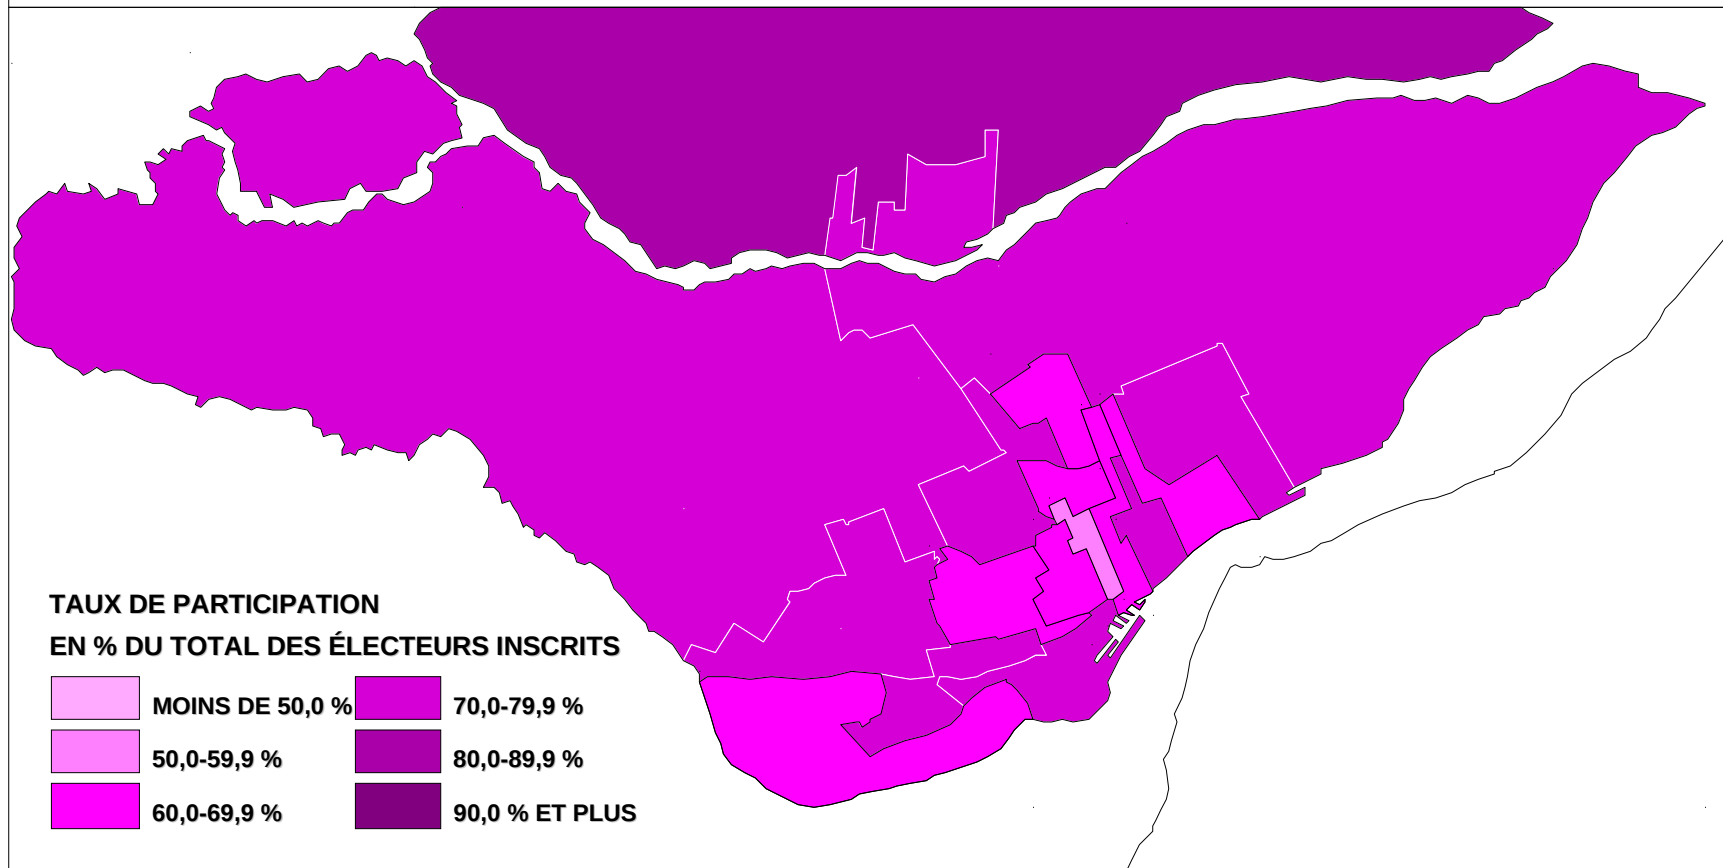 TAUX DE PARTICIPATION
EN % DU TOTAL DES ÉLECTEURS INSCRITS
MOINS DE 50,0 %
50,0-59,9 %
60,0-69,9 %
70,0-79,9 %
80,0-89,9 %
90,0 % ET PLUS